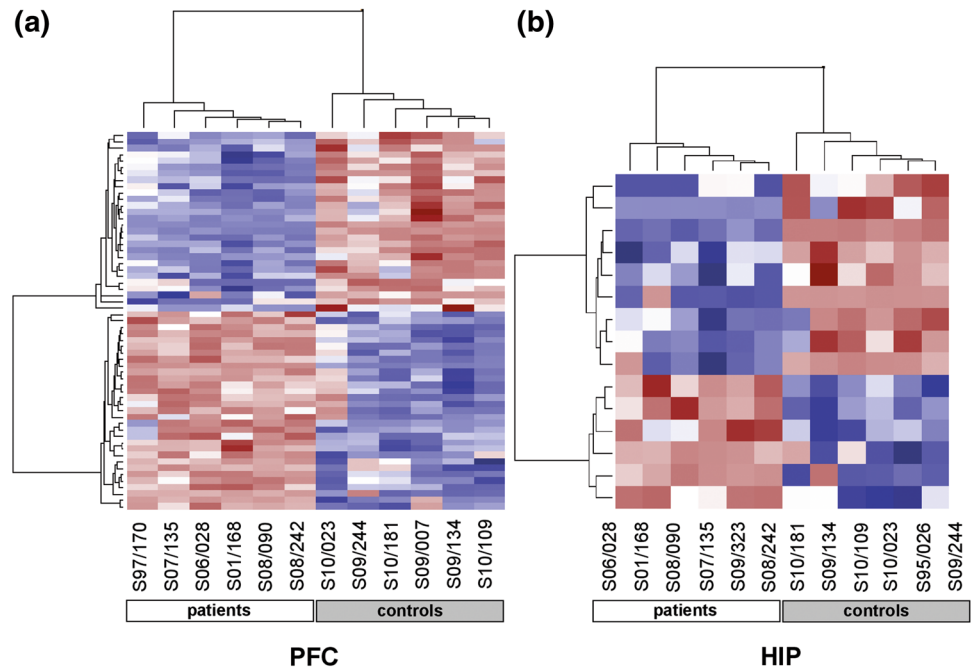 (a)
(b)
S97/170
S07/135
S06/028
S01/168
S08/090
S08/242
S10/023
S09/244
S10/181
S09/007
S09/134
S10/109
patients
controls
PFC
S06/028
S01/168
S08/090
S07/135
S09/323
S08/242
S10/181
S09/134
S10/109
S10/023
S95/026
S09/244
patients
controls
HIP